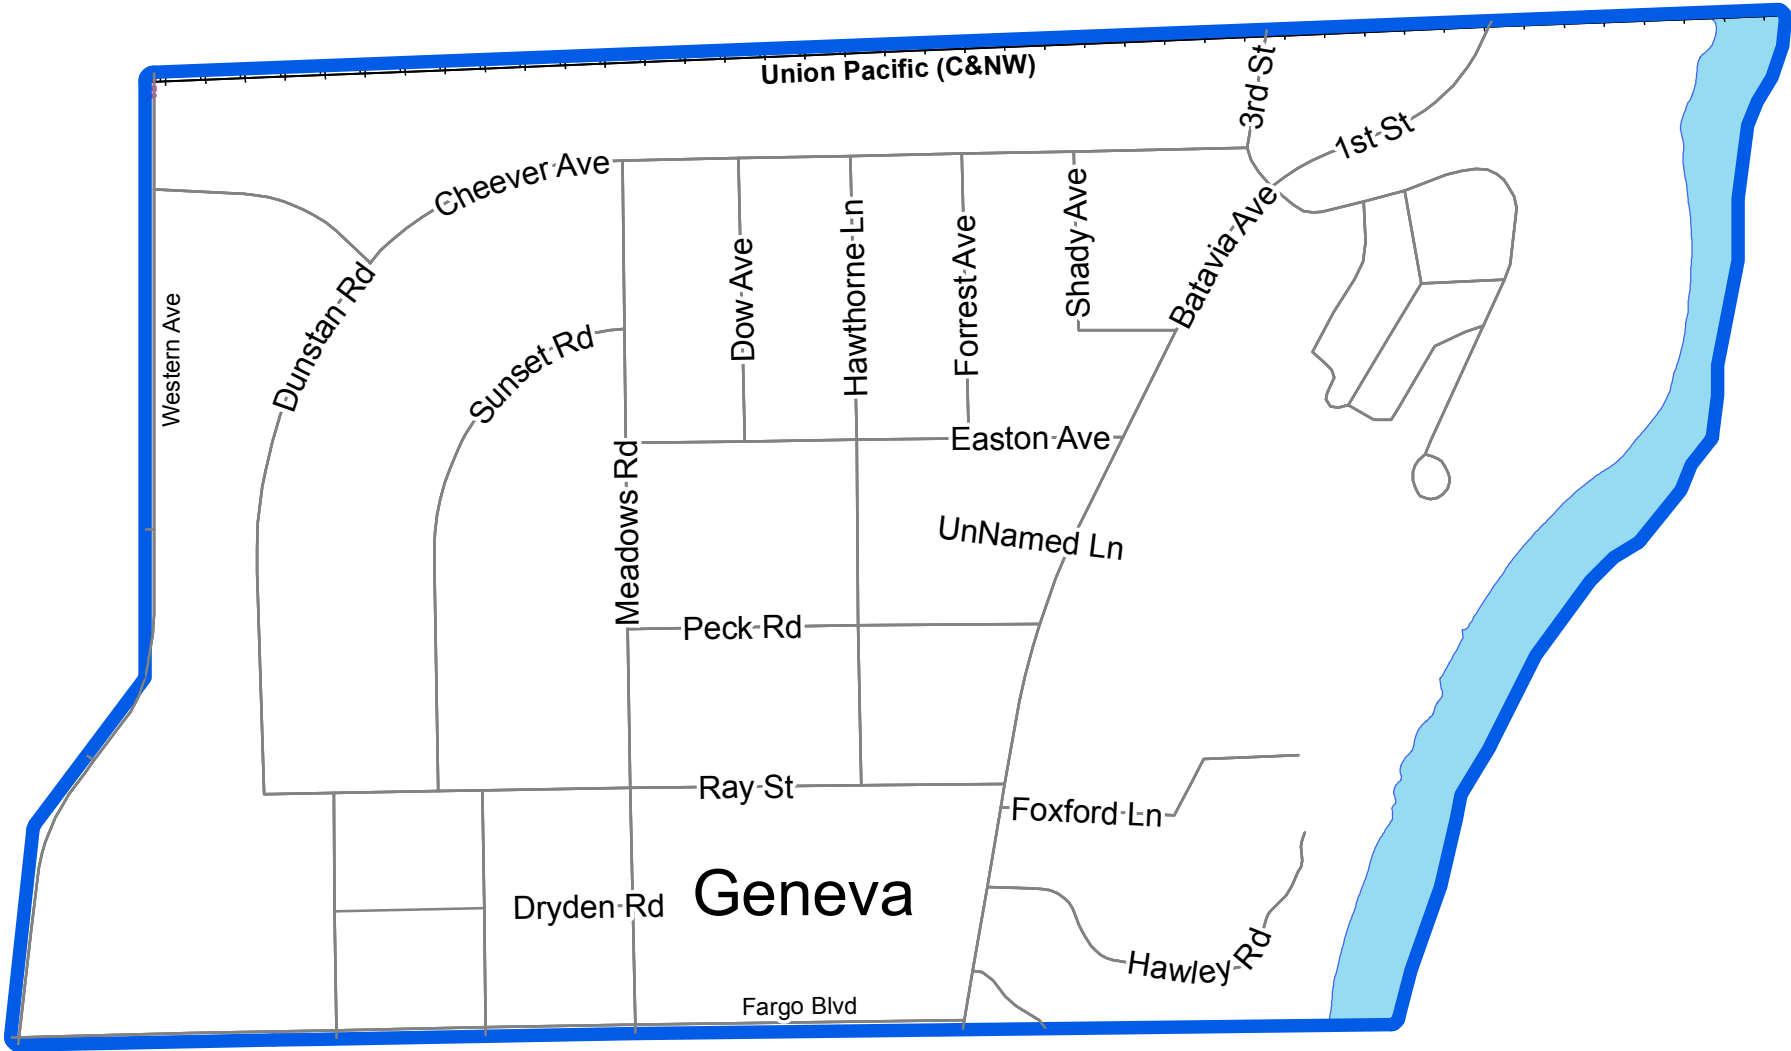 Union Pacific (C&NW)
3rd St
1st St
Cheever Ave
Shady Ave
Batavia Ave
Hawthorne Ln
Forrest Ave
Dow Ave
Dunstan Rd
Western Ave
Sunset Rd
Easton Ave
Meadows Rd
UnNamed Ln
Peck Rd
Ray St
Foxford Ln
Geneva
Dryden Rd
Hawley Rd
Fargo Blvd